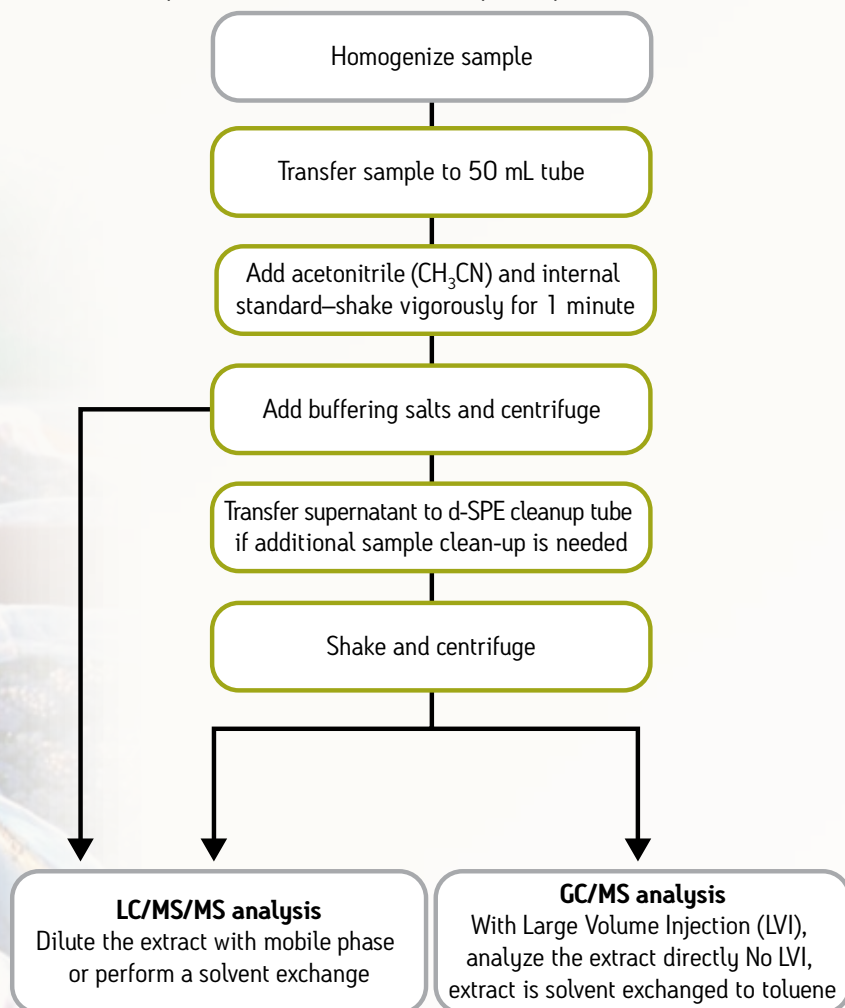 Homogenize sample
Transfer sample to 50 mL tube
Add acetonitrile (CH₃CN) and internal
standard–shake vigorously for 1 minute
Add buffering salts and centrifuge
Transfer supernatant to d-SPE cleanup tube
if additional sample clean-up is needed
Shake and centrifuge
LC/MS/MS analysis
Dilute the extract with mobile phase
or perform a solvent exchange
GC/MS analysis
With Large Volume Injection (LVI),
analyze the extract directly No LVI,
extract is solvent exchanged to toluene